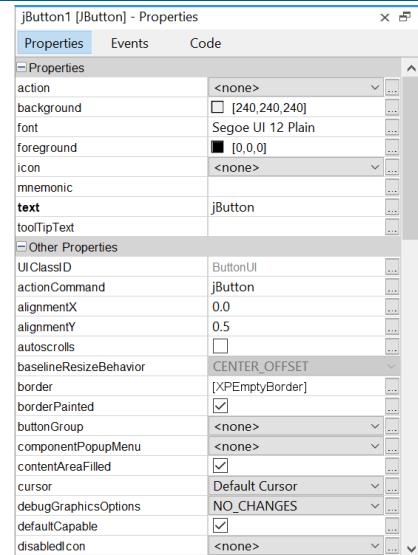 jButton1 [JButton] - Properties
Properties Events Code
Properties
action <none> ...
background [240,240,240] ...
font Segoe UI 12 Plain ...
foreground [0,0,0] ...
icon <none> ...
mnemonic ...
text jButton ...
toolTipText ...
Other Properties
UIClassID ButtonUI ...
actionCommand jButton ...
alignmentX 0.0 ...
alignmentY 0.5 ...
autoscrolls ...
baselineResizeBehavior CENTER_OFFSET
border [XPEmptyBorder] ...
borderPainted ...
buttonGroup <none> ...
componentPopupMenu <none> ...
contentAreaFilled ...
cursor Default Cursor ...
debugGraphicsOptions NO_CHANGES ...
defaultCapable ...
disabledIcon <none> ...